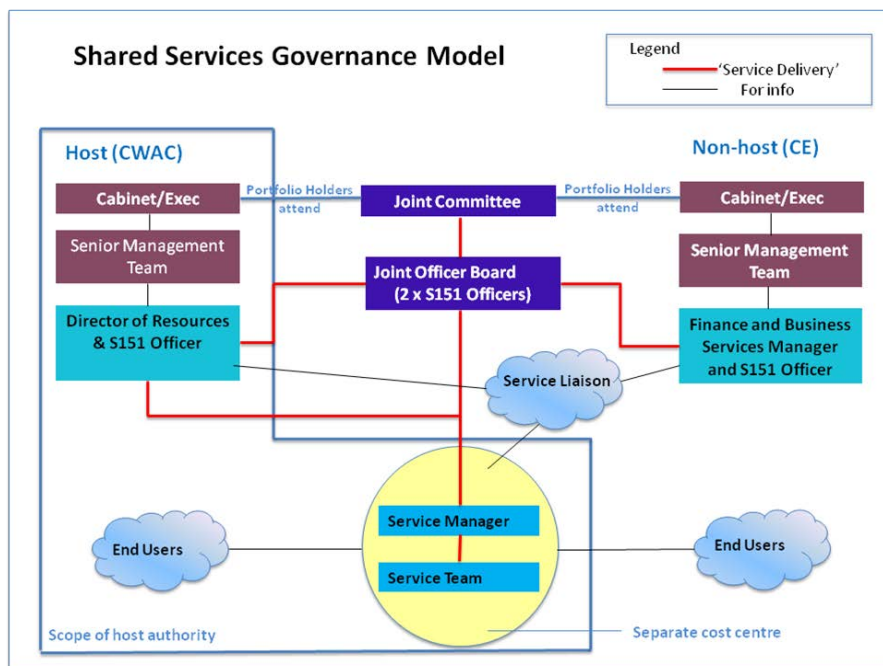 Shared Services Governance Model
Legend
'Service Delivery'
For info
Host (CWAC)
Non-host (CE)
Cabinet/Exec
Portfolio Holders
attend
Joint Committee
Portfolio Holders
attend
Cabinet/Exec
Senior Management
Team
Joint Officer Board
(2 x S151 Officers)
Senior Management
Team
Director of Resources
& S151 Officer
Finance and Business
Services Manager
and S151 Officer
Service Liaison
Service Manager
End Users
End Users
Service Team
Scope of host authority
Separate cost centre